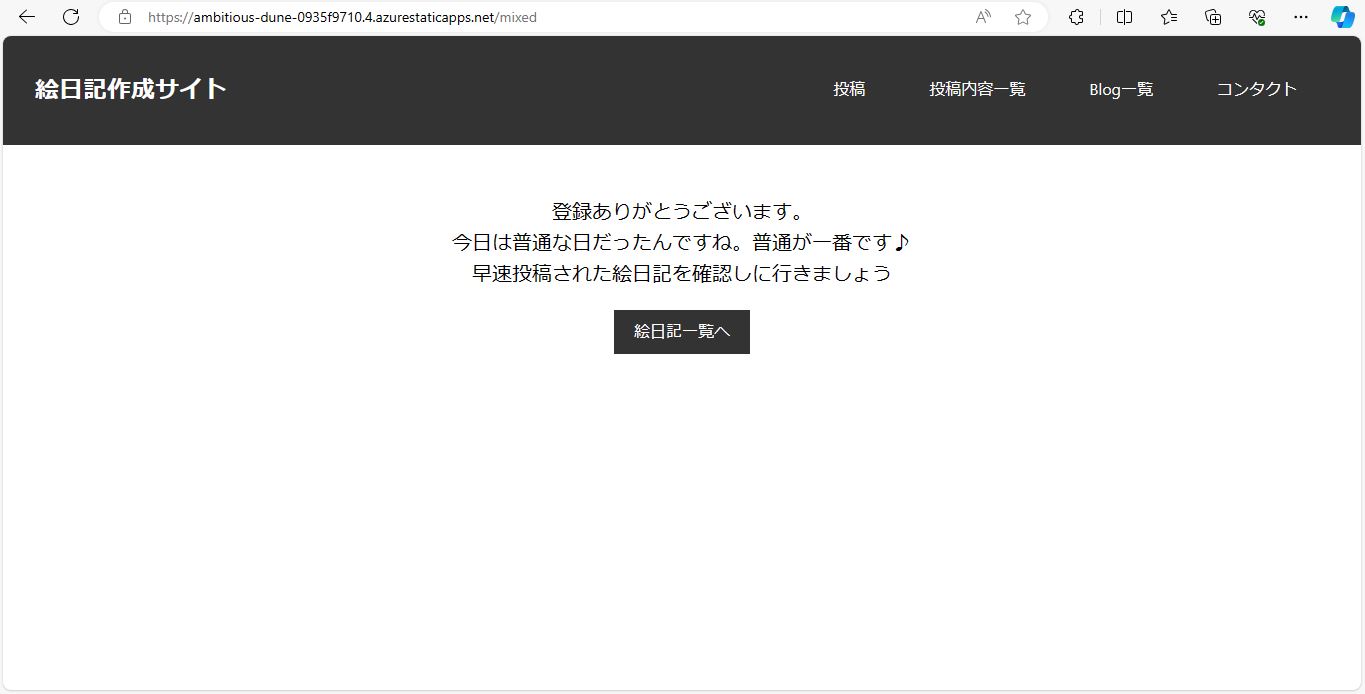 https://ambitious-dune-0935f9710.4.azurestaticapps.net/mixed
絵日記作成サイト
投稿
投稿内容一覧
Blog一覧
コンタクト
登録ありがとうございます。
今日は普通な日だったんですね。普通が一番です♪
早速投稿された絵日記を確認しに行きましょう
絵日記一覧へ